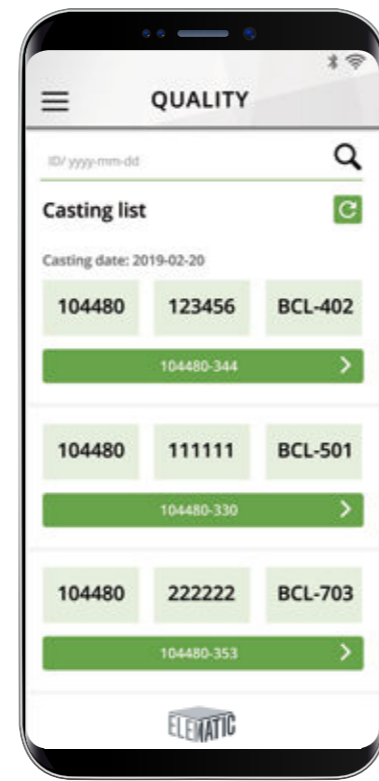 QUALITY
ID/ yyyy-mm-dd
Casting list
Casting date: 2019-02-20
104480 123456 BCL-402
104480-344
104480 111111 BCL-501
104480-330
104480 222222 BCL-703
104480-353
ELEMATIC